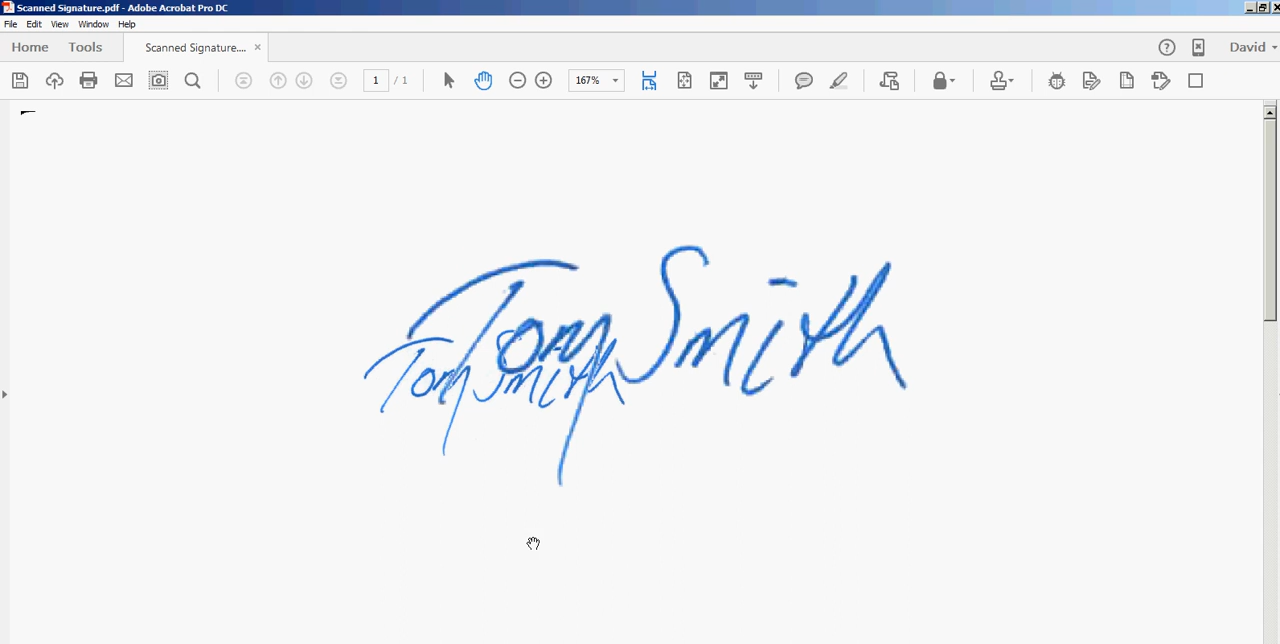 Scanned Signature.pdf - Adobe Acrobat Pro DC
File Edit View Window Help
Home Tools Scanned Signature.... × David
1 / 1 167%
Tom Smith
Tom Smith